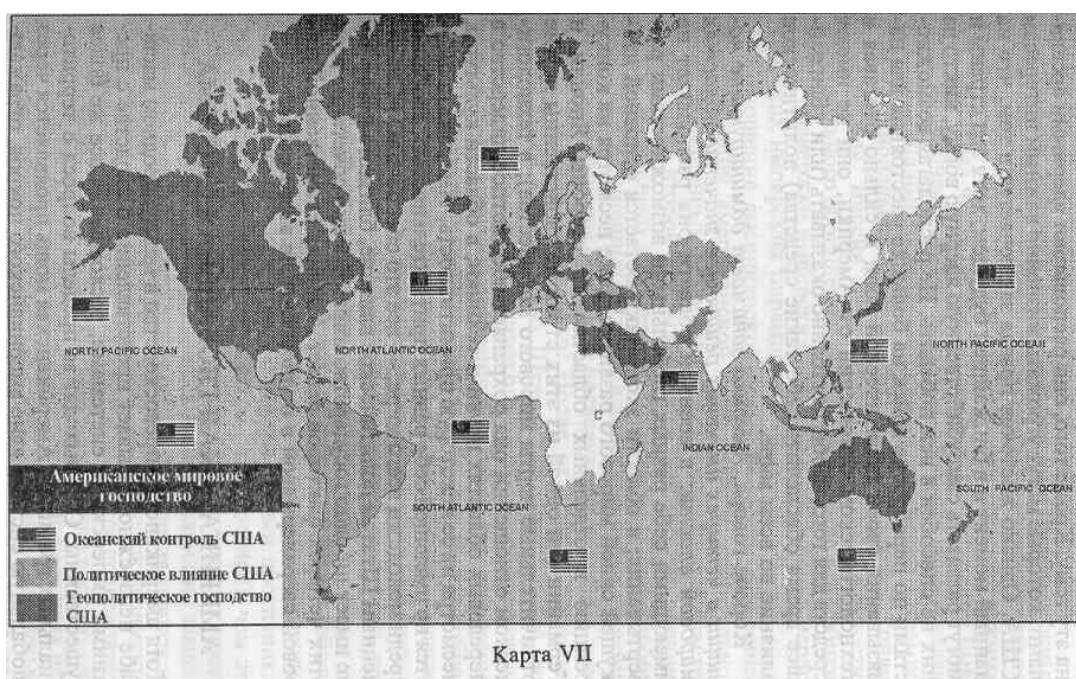 NORTH PACIFIC OCEAN
NORTH ATLANTIC OCEAN
NORTH PACIFIC OCEAN
INDIAN OCEAN
SOUTH ATLANTIC OCEAN
SOUTH PACIFIC OCEAN
Американское мировое
господство
Океанский контроль США
Политическое влияние США
Геополитическое господство
США
Карта VII